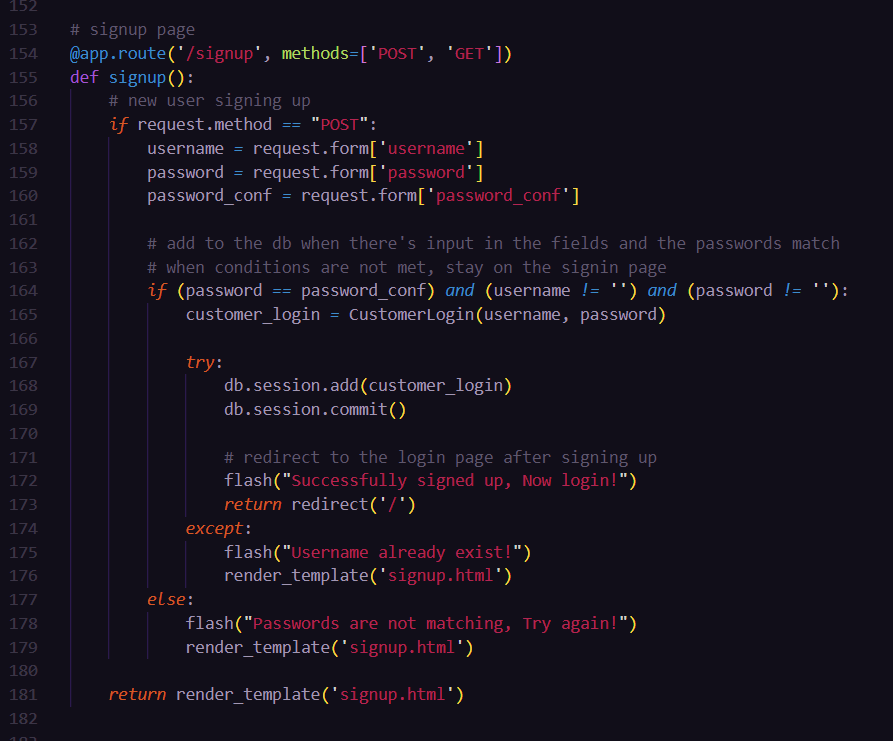 152
153 # signup page
154 @app.route('/signup', methods=['POST', 'GET'])
155 def signup():
156     # new user signing up
157     if request.method == "POST":
158         username = request.form['username']
159         password = request.form['password']
160         password_conf = request.form['password_conf']
161
162         # add to the db when there's input in the fields and the passwords match
163         # when conditions are not met, stay on the signin page
164         if (password == password_conf) and (username != '') and (password != ''):
165             customer_login = CustomerLogin(username, password)
166
167             try:
168                 db.session.add(customer_login)
169                 db.session.commit()
170
171                 # redirect to the login page after signing up
172                 flash("Successfully signed up, Now login!")
173                 return redirect('/')
174             except:
175                 flash("Username already exist!")
176                 render_template('signup.html')
177         else:
178             flash("Passwords are not matching, Try again!")
179             render_template('signup.html')
180
181     return render_template('signup.html')
182